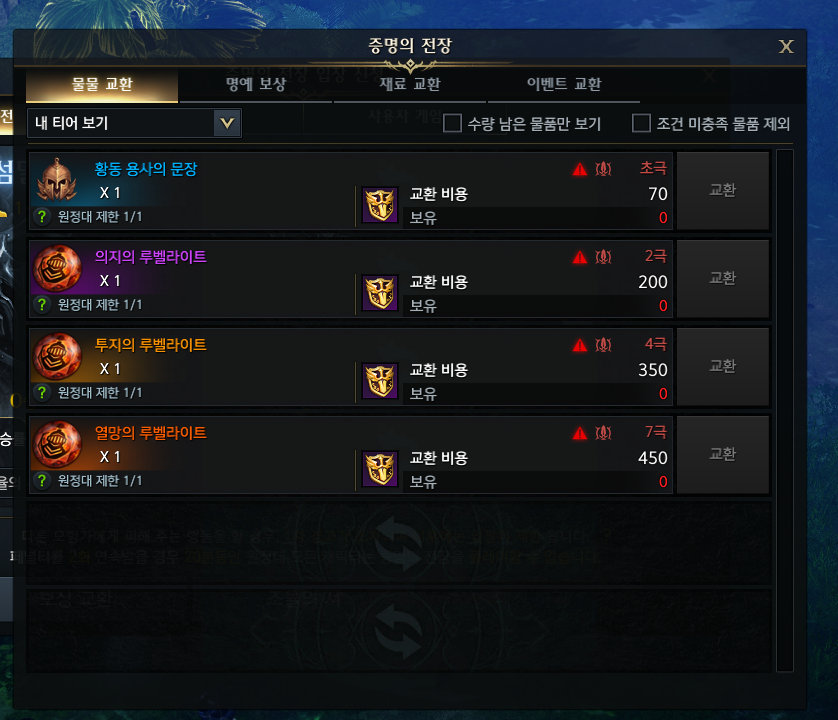 증명의 전장
X
물물 교환 명예 보상 재료 교환 이벤트 교환
내 티어 보기 수량 남은 물품만 보기 조건 미충족 물품 제외
황동 용사의 문장 초극
X 1 교환 비용 70 교환
? 원정대 제한 1/1 보유 0
의지의 루벨라이트 2극
X 1 교환 비용 200 교환
? 원정대 제한 1/1 보유 0
투지의 루벨라이트 4극
X 1 교환 비용 350 교환
? 원정대 제한 1/1 보유 0
열망의 루벨라이트 7극
X 1 교환 비용 450 교환
? 원정대 제한 1/1 보유 0
보상 교환